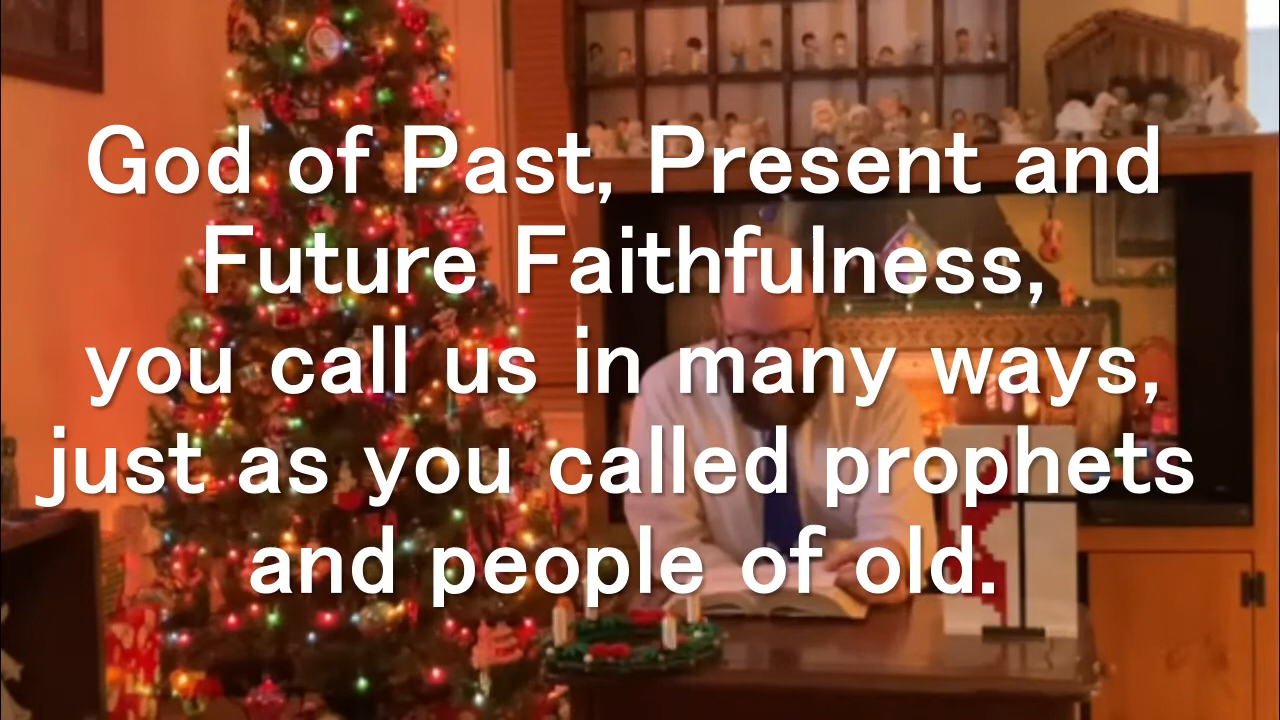 God of Past, Present and
Future Faithfulness,
you call us in many ways,
just as you called prophets
and people of old.